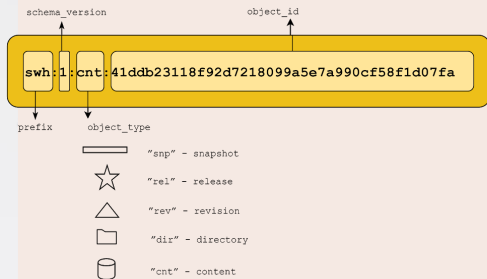 schema_version object_id
swh:1:cnt:41ddb23118f92d7218099a5e7a990cf58f1d07fa
prefix object_type
"snp" - snapshot
"rel" - release
"rev" - revision
"dir" - directory
"cnt" - content